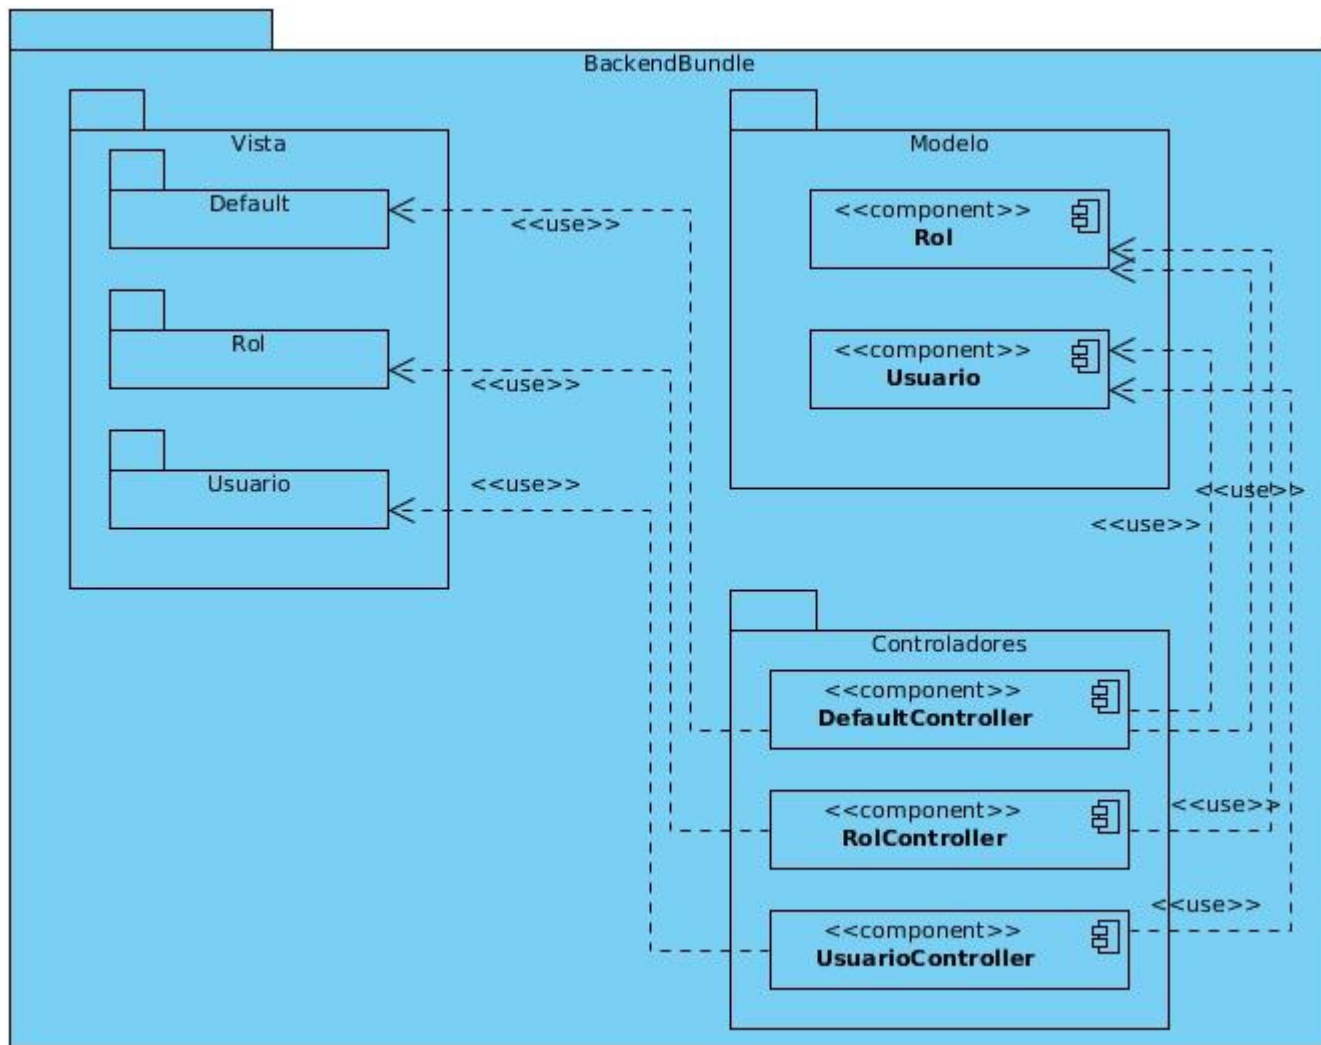 BackendBundle
Vista
Default
Rol
Usuario
<<use>>
<<use>>
<<use>>
Modelo
<<component>>
Rol
<<component>>
Usuario
<<use>>
<<use>>
Controladores
<<component>>
DefaultController
<<component>>
RolController
<<component>>
UsuarioController
<<use>>
<<use>>